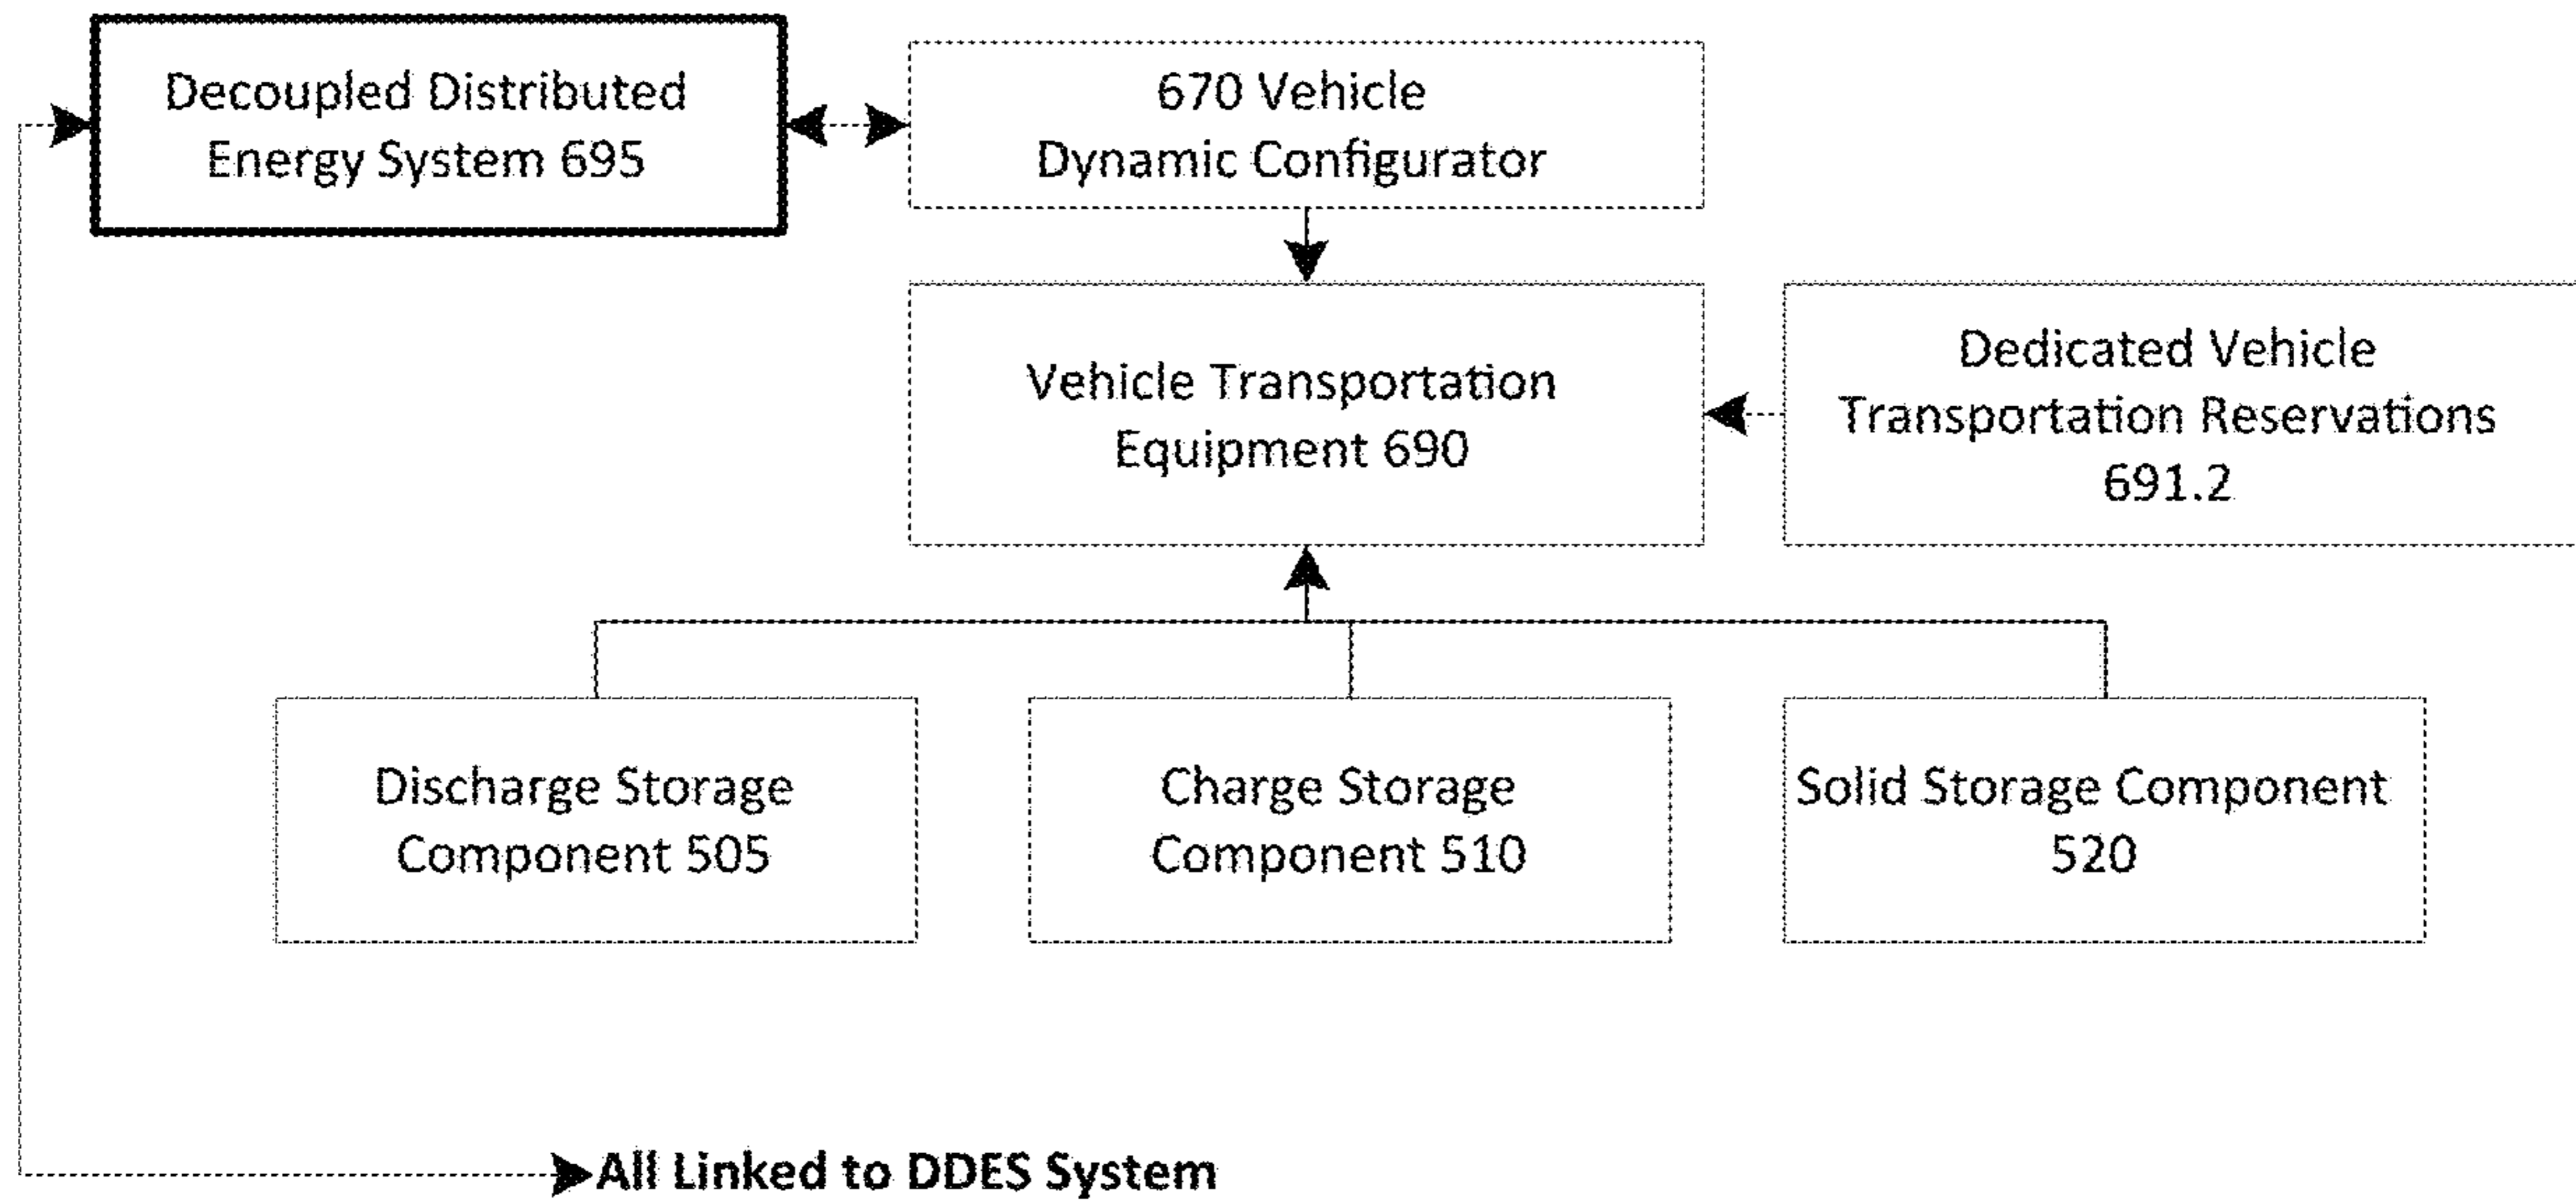 Decoupled Distributed
Energy System 695
670 Vehicle
Dynamic Configurator
Vehicle Transportation
Equipment 690
Dedicated Vehicle
Transportation Reservations
691.2
Discharge Storage
Component 505
Charge Storage
Component 510
Solid Storage Component
520
All Linked to DDES System